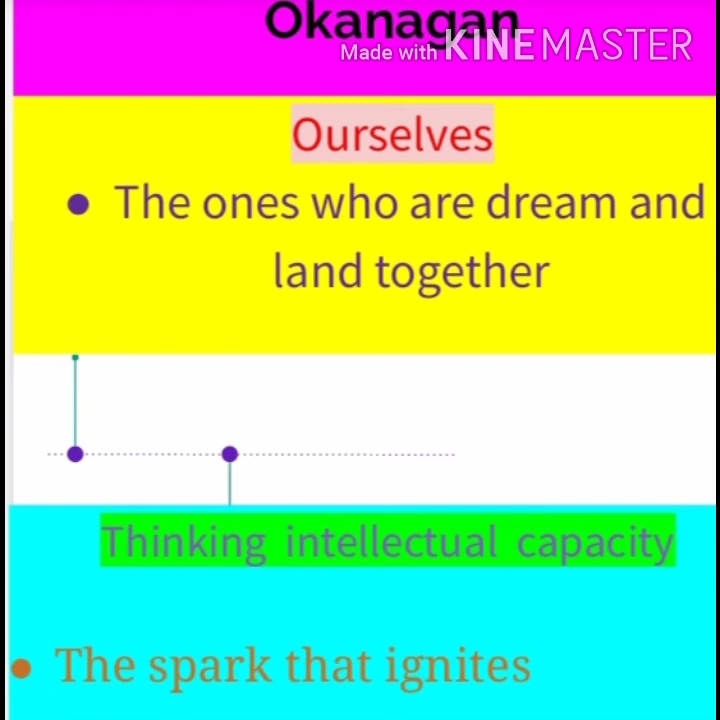 Okanagan
Made with KINEMASTER
Ourselves
● The ones who are dream and
land together
Thinking intellectual capacity
● The spark that ignites